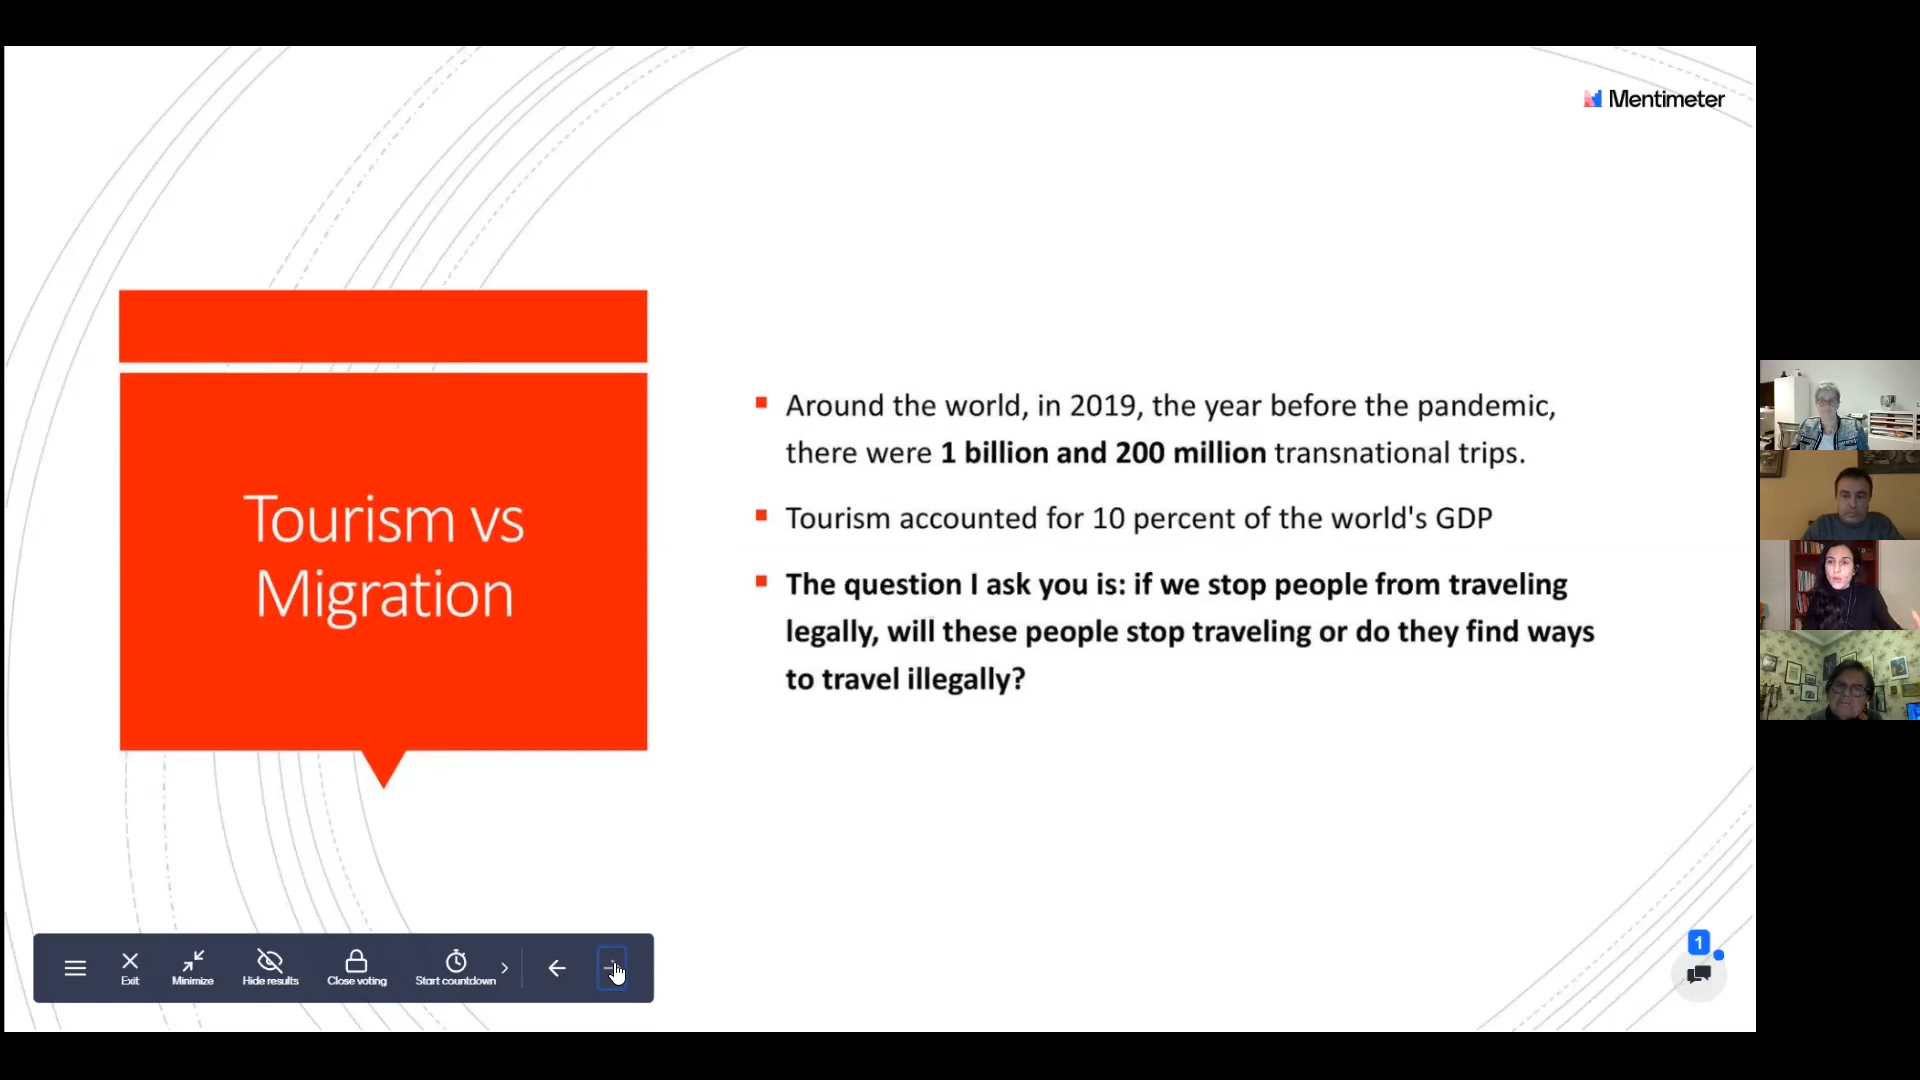 Mentimeter
Tourism vs
Migration
Around the world, in 2019, the year before the pandemic,
there were 1 billion and 200 million transnational trips.
Tourism accounted for 10 percent of the world's GDP
The question I ask you is: if we stop people from traveling
legally, will these people stop traveling or do they find ways
to travel illegally?
Exit
Minimize
Hide results
Close voting
Start countdown
1